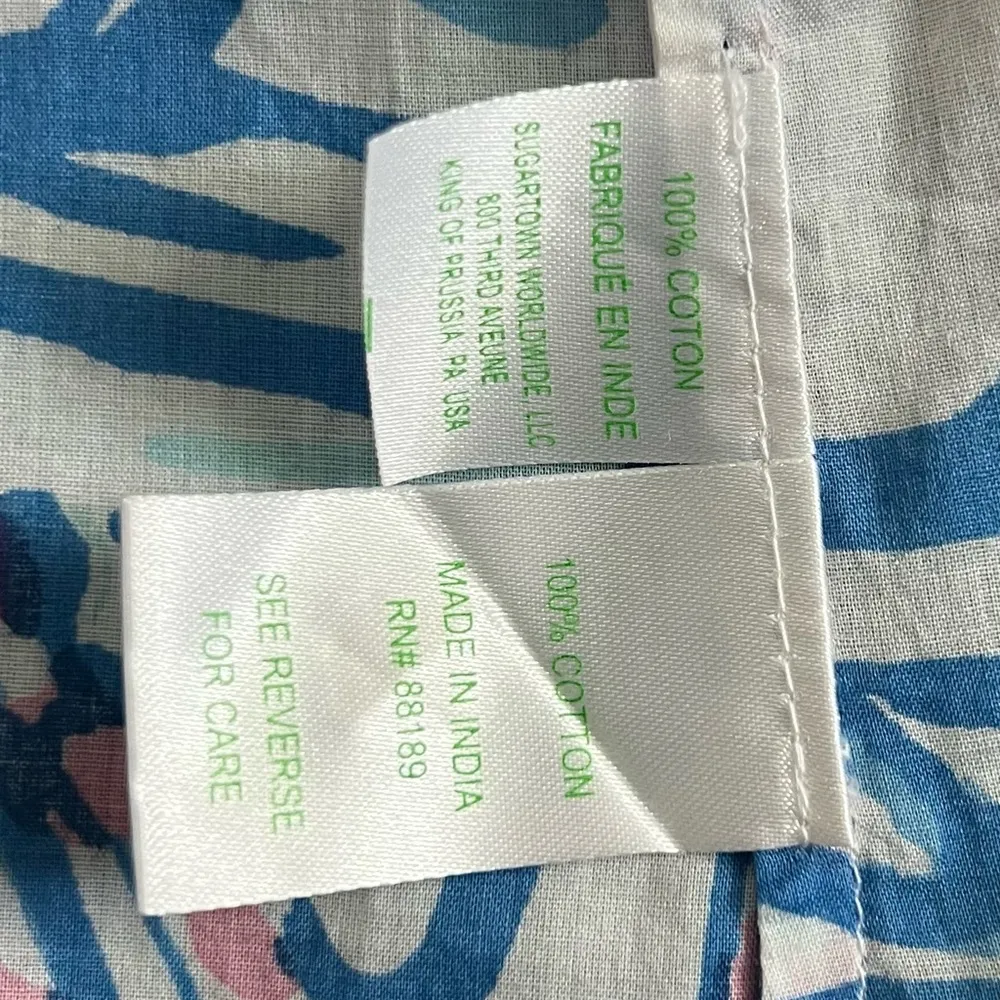 100% COTON
FABRIQUÉ EN INDE
SUGARTOWN WORLDWIDE LLC
800 THIRD AVEUNE
KING OF PRUSSIA PA USA
100% COTTON
MADE IN INDIA
RN# 88189
SEE REVERSE
FOR CARE